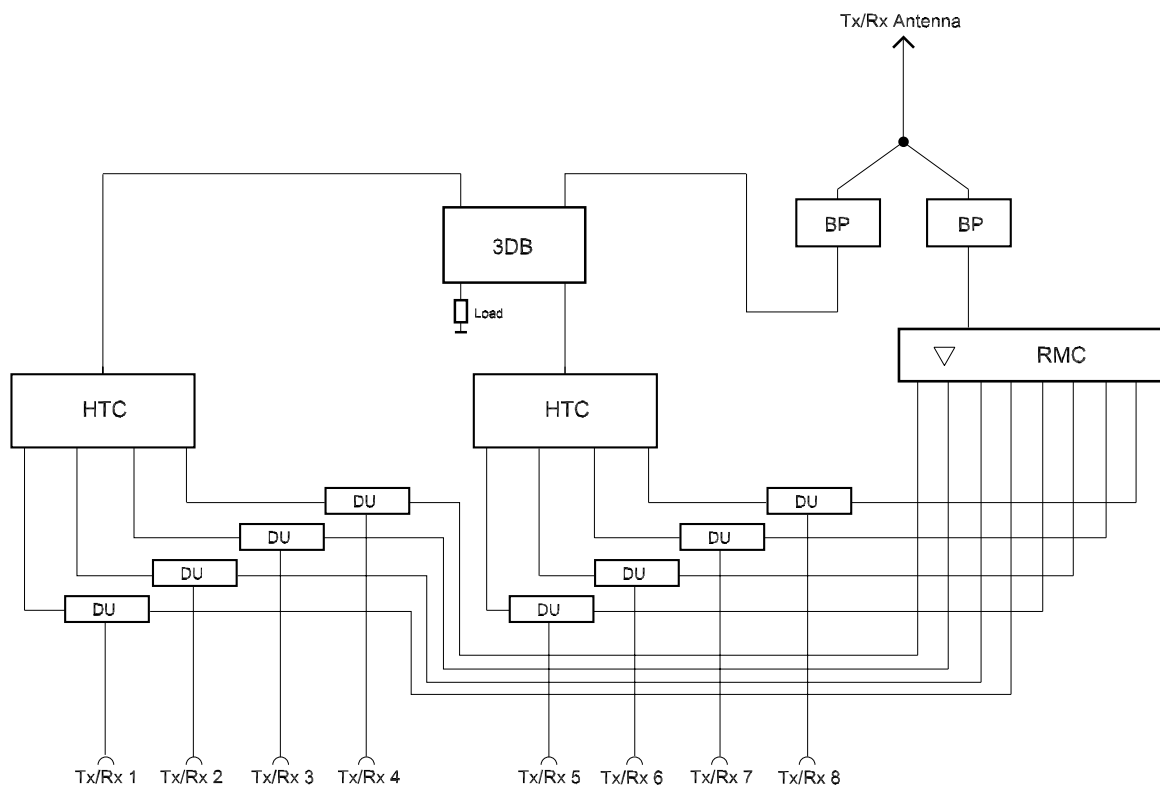 Tx/Rx Antenna
BP
BP
3DB
Load
RMC
HTC
HTC
DU
DU
DU
DU
DU
DU
DU
DU
Tx/Rx 1
Tx/Rx 2
Tx/Rx 3
Tx/Rx 4
Tx/Rx 5
Tx/Rx 6
Tx/Rx 7
Tx/Rx 8